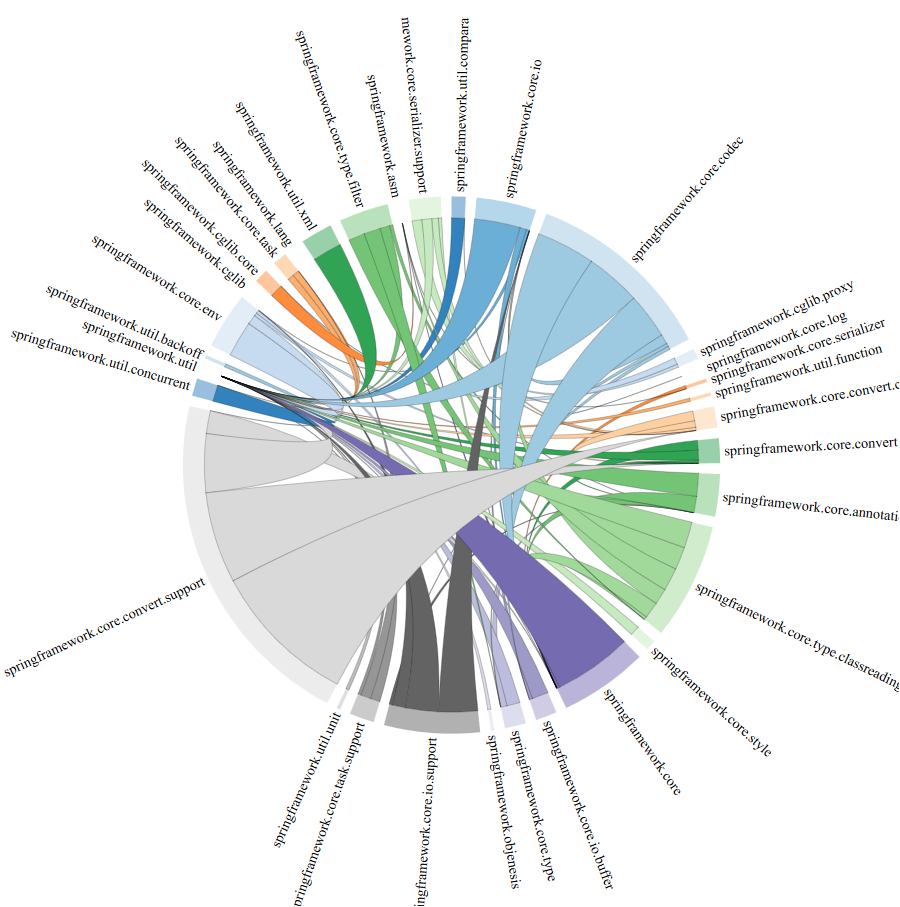 mework.core.serializer.support
springframework.util.compara
springframework.core.io
springframework.core.codec
springframework.cglib.proxy
springframework.core.log
springframework.core.serializer
springframework.util.function
springframework.core.convert.c
springframework.core.convert
springframework.core.annotati
springframework.core.type.classreading
springframework.core.style
springframework.core
springframework.core.io.buffer
springframework.core.type
springframework.objenesis
ingframework.core.io.support
springframework.core.task.support
springframework.util.unit
springframework.core.convert.support
springframework.util.concurrent
springframework.util
springframework.util.backoff
springframework.core.env
springframework.cglib
springframework.cglib.core
springframework.core.task
springframework.lang
springframework.util.xml
springframework.core.type.filter
springframework.asm